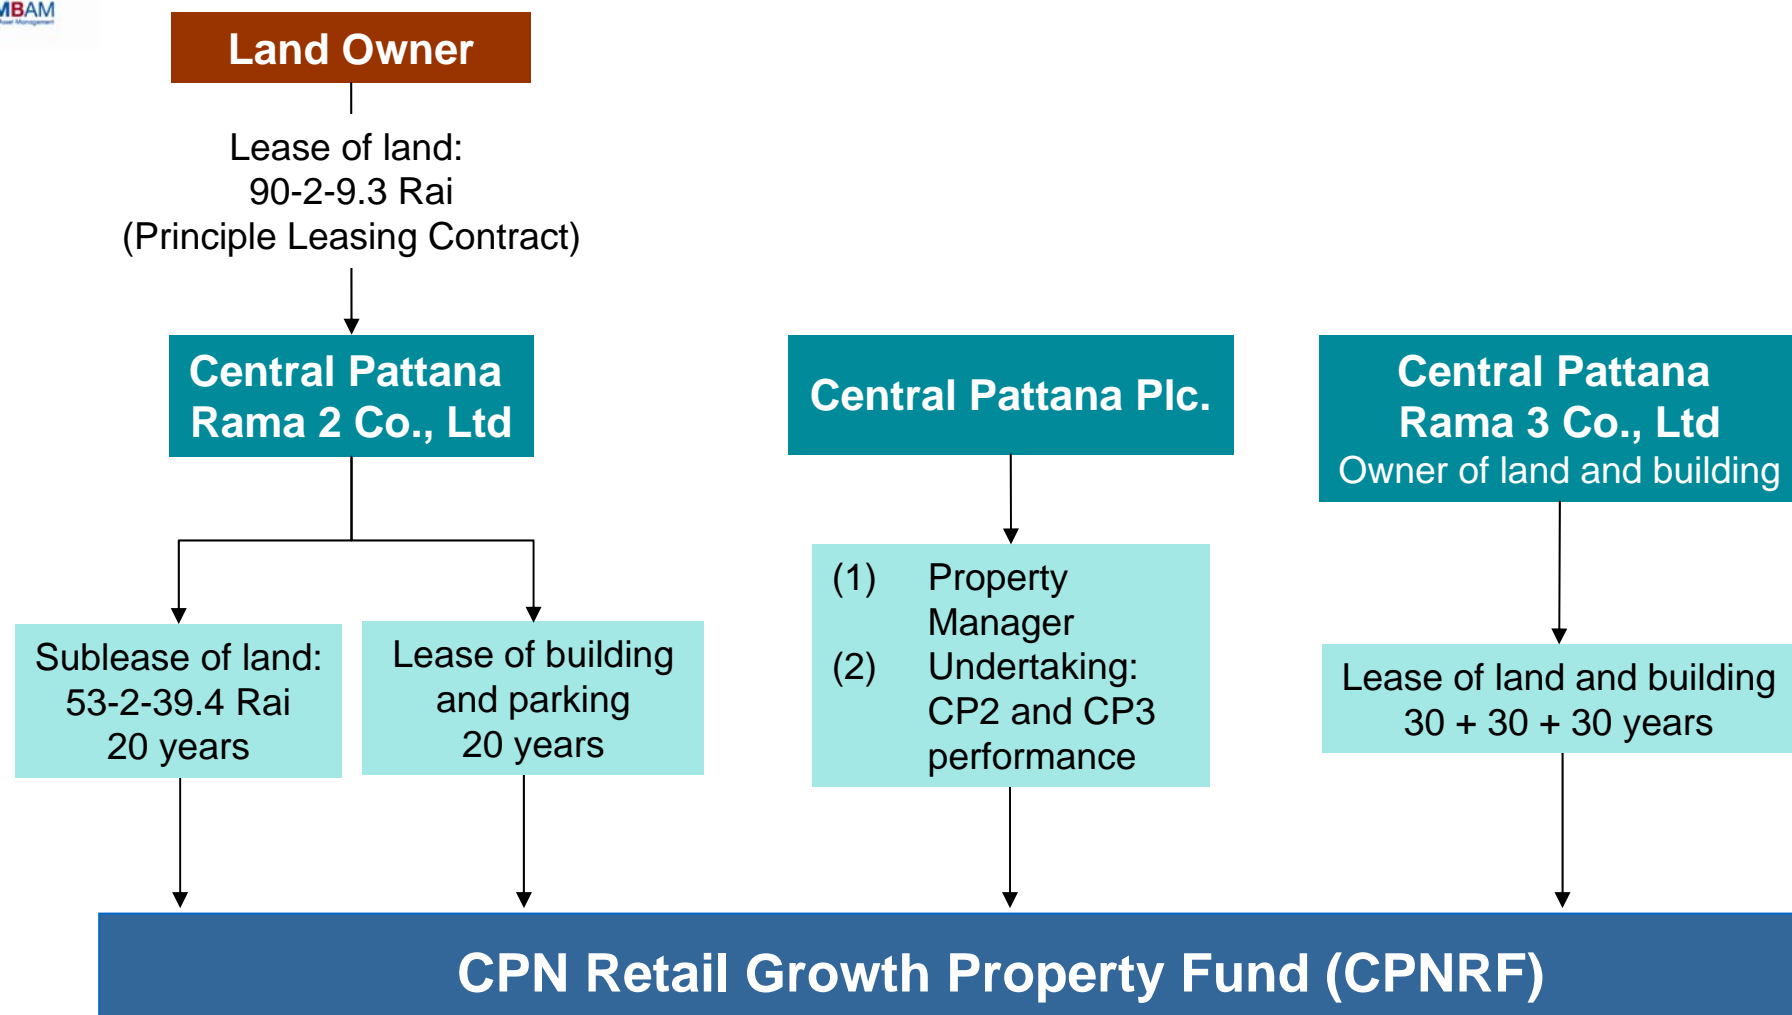 MBAM
Asset Management
Land Owner
Lease of land:
90-2-9.3 Rai
(Principle Leasing Contract)
Central Pattana
Rama 2 Co., Ltd
Central Pattana Plc.
Central Pattana
Rama 3 Co., Ltd
Owner of land and building
Sublease of land:
53-2-39.4 Rai
20 years
Lease of building
and parking
20 years
(1) Property
Manager
(2) Undertaking:
CP2 and CP3
performance
Lease of land and building
30 + 30 + 30 years
CPN Retail Growth Property Fund (CPNRF)